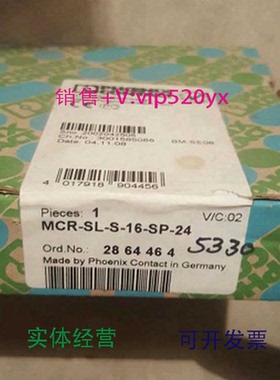 销售+V:vip520yx
BM-SE06
Date: 04.11.08
4 017918 904456
Pieces: 1
V/C:02
MCR-SL-S-16-SP-24
Ord.No.: 28 64 46 4
5330
Made by Phoenix Contact in Germany
实体经营
可开发票